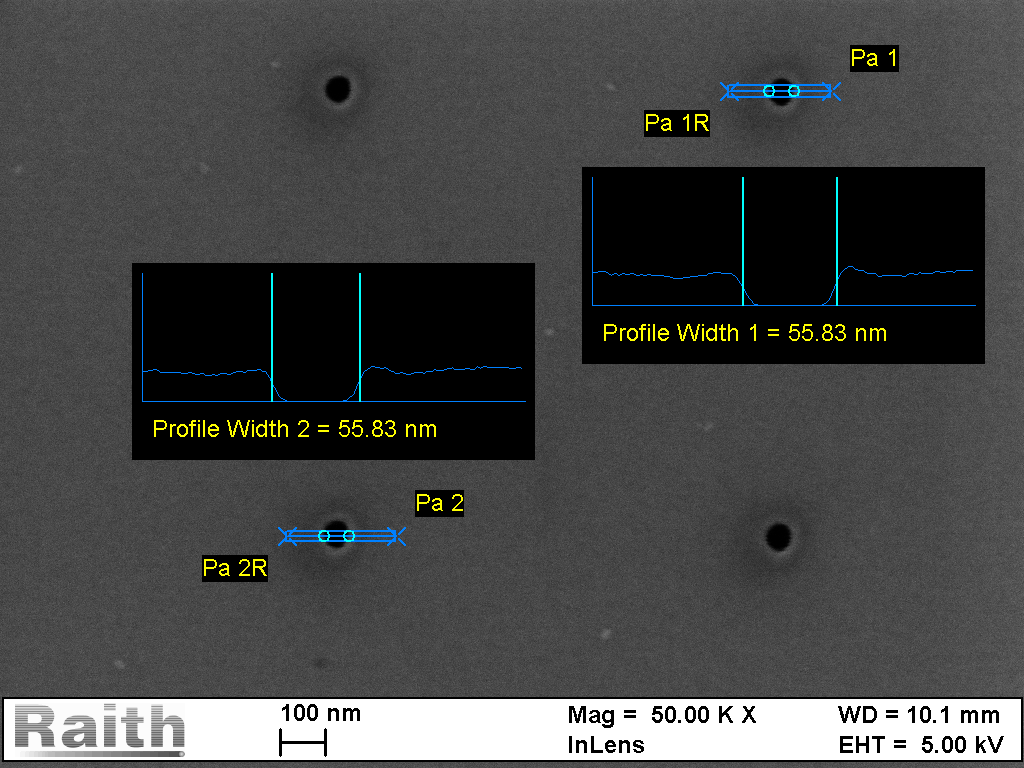 Pa 1
Pa 1R
Profile Width 1 = 55.83 nm
Profile Width 2 = 55.83 nm
Pa 2
Pa 2R
Raith
100 nm
Mag = 50.00 K X
WD = 10.1 mm
InLens
EHT = 5.00 kV